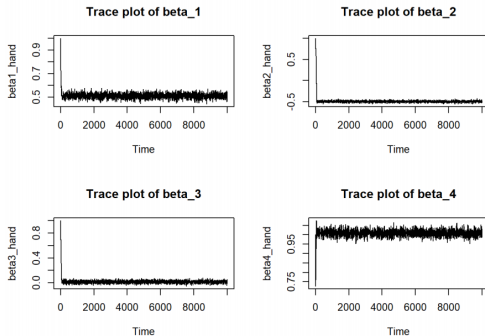 Trace plot of beta_1
beta1_hand
0.5 0.7 0.9
0 2000 4000 6000 8000
Time
Trace plot of beta_2
beta2_hand
-0.5 0.5
0 2000 4000 6000 8000
Time
Trace plot of beta_3
beta3_hand
0.0 0.4 0.8
0 2000 4000 6000 8000
Time
Trace plot of beta_4
beta4_hand
0.75 0.85 0.95
0 2000 4000 6000 8000
Time